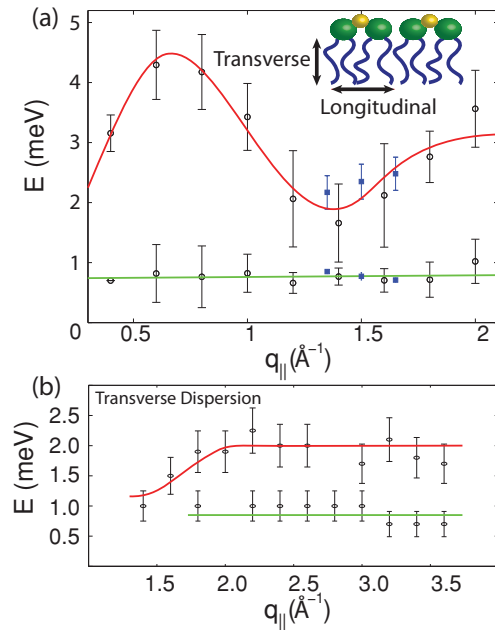 (a)
Transverse
Longitudinal
E (meV)
5
4
3
2
1
0
0.6
1
1.5
2
q||(Å⁻¹)
(b)
Transverse Dispersion
E (meV)
2.5
2.0
1.5
1.0
0.5
1.5
2.0
2.5
3.0
3.5
q||(Å⁻¹)